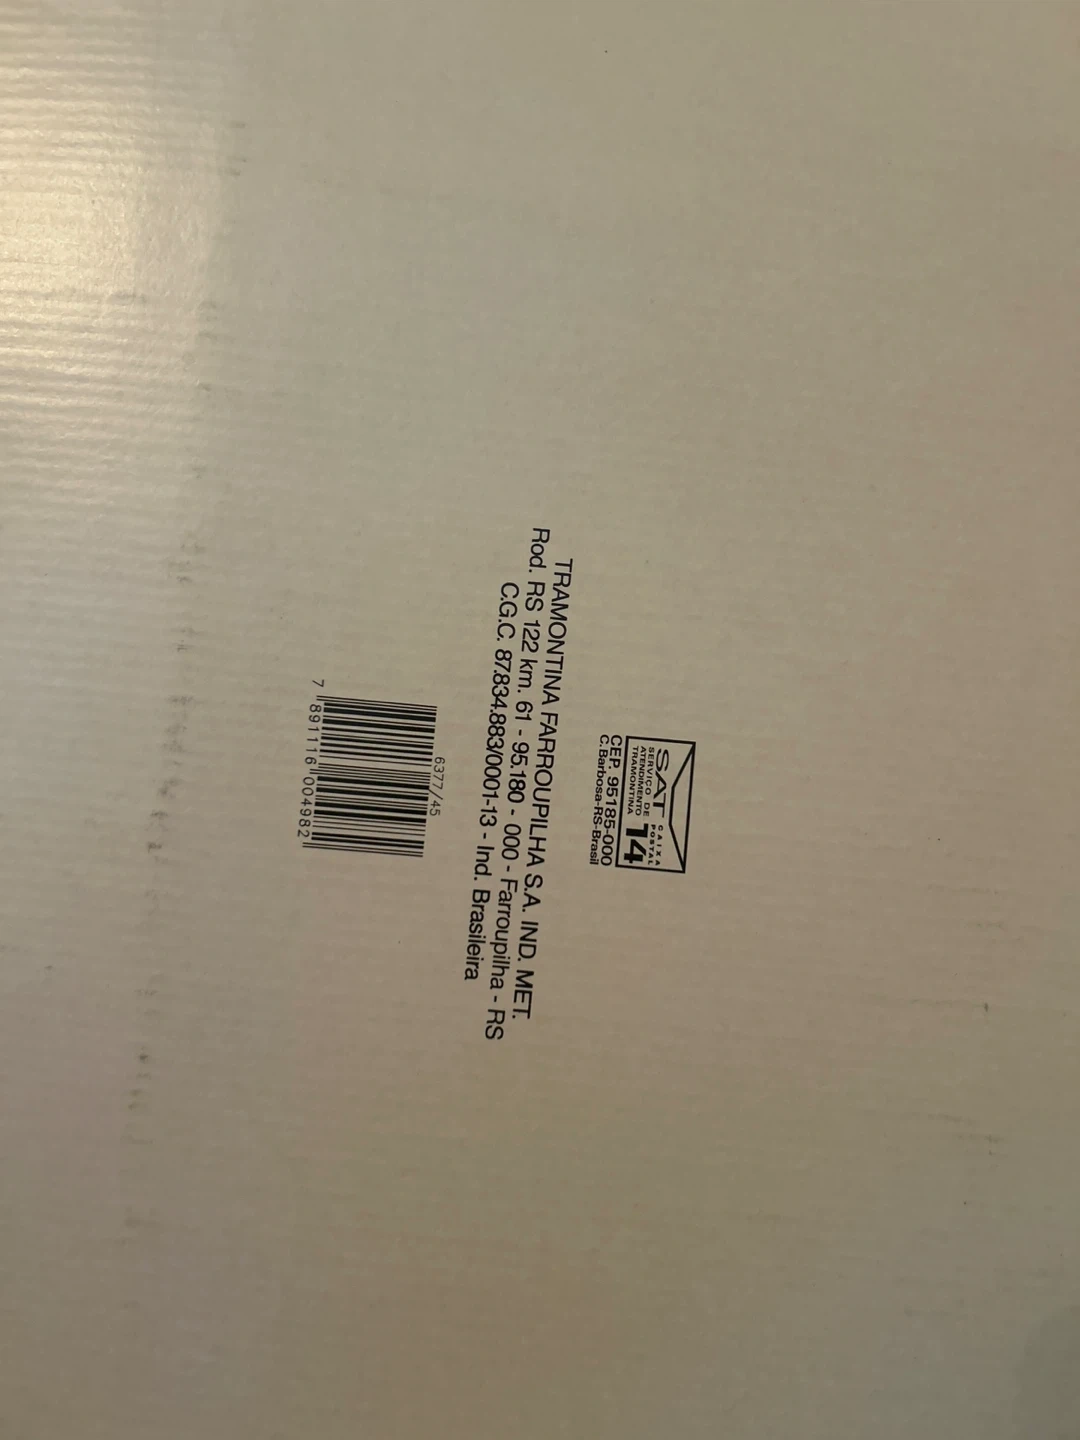 SAT
SERVIÇO DE
ATENDIMENTO
TRAMONTINA
CAIXA
POSTAL
14
CEP. 95185-000
C. Barbosa-RS-Brasil
TRAMONTINA FARROUPILHA S.A. IND. MET.
Rod. RS 122 km. 61 - 95.180 - 000 - Farroupilha - RS
C.G.C. 87.834.883/0001-13 - Ind. Brasileira
6377/45
7 891116 004982